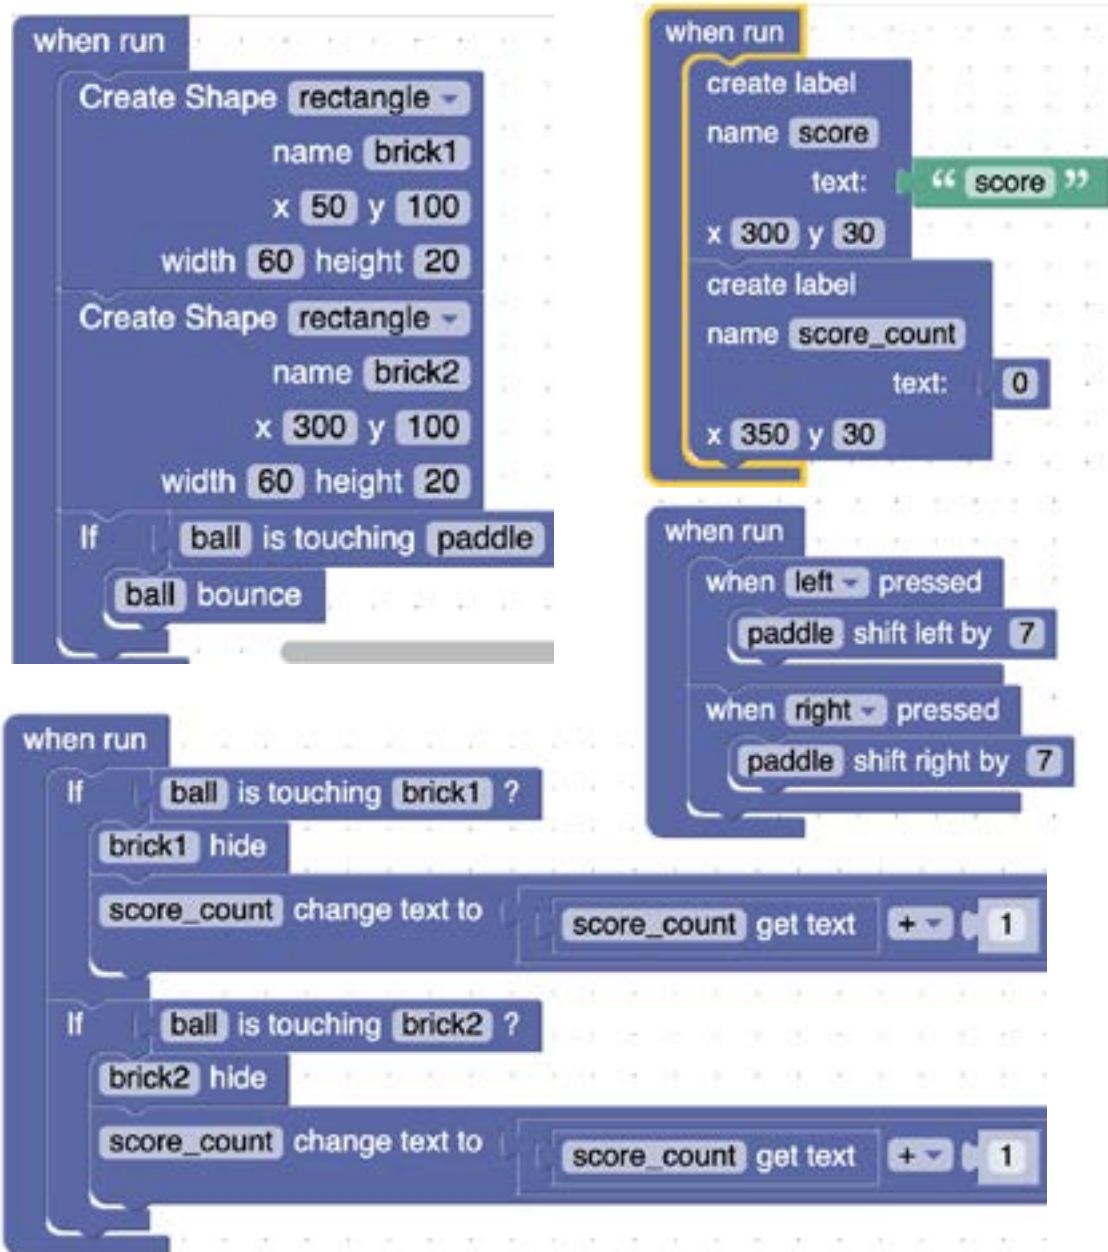 when run
Create Shape rectangle
name brick1
x 50 y 100
width 60 height 20
Create Shape rectangle
name brick2
x 300 y 100
width 60 height 20
If ball is touching paddle
ball bounce
when run
create label
name score
text: “ score ”
x 300 y 30
create label
name score_count
text: 0
x 350 y 30
when run
when left pressed
paddle shift left by 7
when right pressed
paddle shift right by 7
when run
If ball is touching brick1 ?
brick1 hide
score_count change text to score_count get text + 1
If ball is touching brick2 ?
brick2 hide
score_count change text to score_count get text + 1